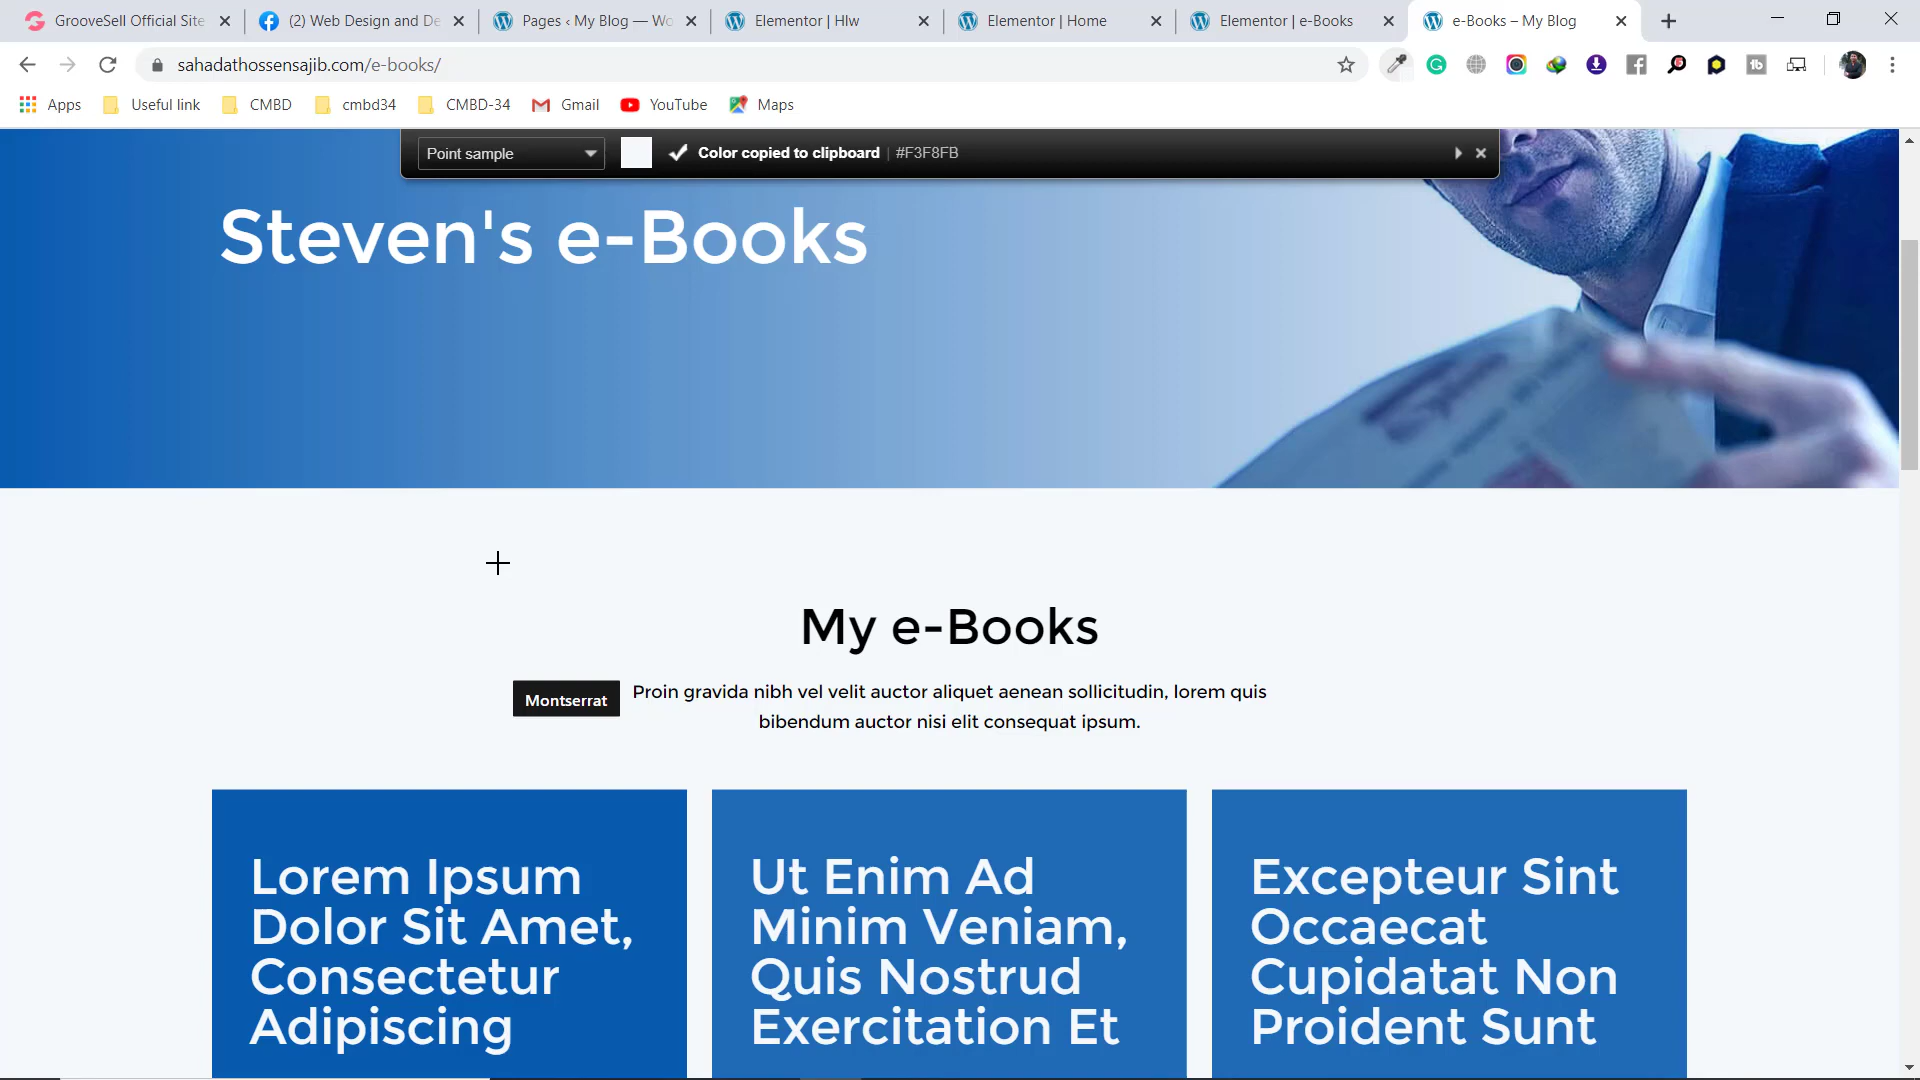 GrooveSell Official Site
(2) Web Design and De
Pages ‹ My Blog — Wo
Elementor | Hlw
Elementor | Home
Elementor | e-Books
e-Books – My Blog
sahadathossensajib.com/e-books/
Apps
Useful link
CMBD
cmbd34
CMBD-34
Gmail
YouTube
Maps
Point sample
Color copied to clipboard | #F3F8FB
Steven's e-Books
My e-Books
Montserrat
Proin gravida nibh vel velit auctor aliquet aenean sollicitudin, lorem quis
bibendum auctor nisi elit consequat ipsum.
Lorem Ipsum
Dolor Sit Amet,
Consectetur
Adipiscing
Ut Enim Ad
Minim Veniam,
Quis Nostrud
Exercitation Et
Excepteur Sint
Occaecat
Cupidatat Non
Proident Sunt